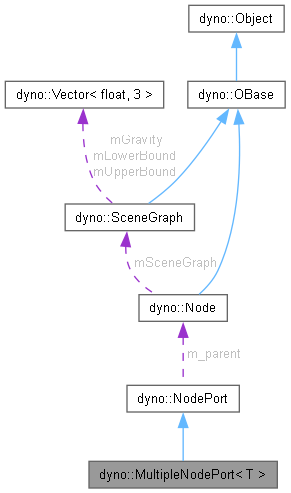 dyno::Object
dyno::Vector< float, 3 >
dyno::OBase
mGravity
mLowerBound
mUpperBound
dyno::SceneGraph
mSceneGraph
dyno::Node
m_parent
dyno::NodePort
dyno::MultipleNodePort< T >